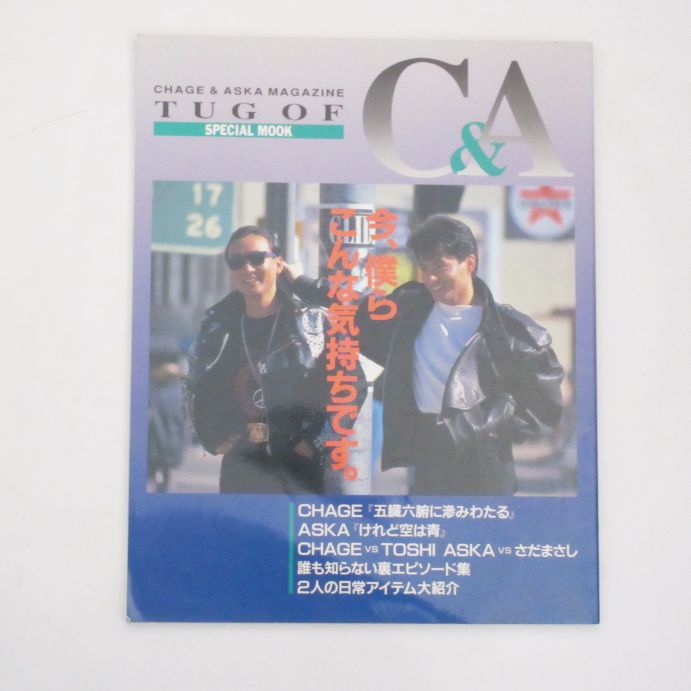 CHAGE & ASKA MAGAZINE
TUG OF
C&A
SPECIAL MOOK
17
26
今、僕ら
こんな気持ちです。
CHAGE『五臓六腑に滲みわたる』
ASKA『けれど空は青』
CHAGE vs TOSHI ASKA vs さだまさし
誰も知らない裏エピソード集
2人の日常アイテム大紹介